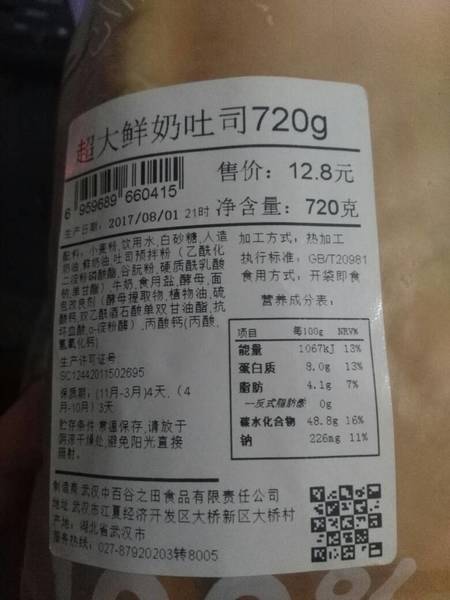 超大鲜奶吐司720g
6 959689 660415
售价: 12.8元
生产日期: 2017/08/01 21时
净含量: 720克
配料: 小麦粉,饮用水,白砂糖,人造
奶油,鲜奶油,吐司预拌粉（乙酰化
二淀粉磷酸酯,谷朊粉,硬质酰乳酸
钠,单甘酯）,牛奶,食用盐,酵母,面
包改良剂（酵母提取物,植物油,硫
酸钙,双乙酰酒石酸单双甘油酯,抗
坏血酸,α-淀粉酶）,丙酸钙(丙酸,
氢氧化钙)
生产许可证号
SC12442011502695
保质期: (11月-3月)4天, （4
月-10月）3天
贮存条件:常温保存,请放于
阴凉干燥处,避免阳光直接
照射.
加工方式: 热加工
执行标准: GB/T20981
食用方式: 开袋即食
营养成分表:
项目 每100g NRV%
能量 1067kJ 13%
蛋白质 8.0g 13%
脂肪 4.1g 7%
—反式脂肪酸 0g
碳水化合物 48.8g 16%
钠 226mg 11%
制造商:武汉中百谷之田食品有限责任公司
地址:武汉市江夏经济开发区大桥新区大桥村
产地: 湖北省武汉市
服务热线: 027-87920203转8005